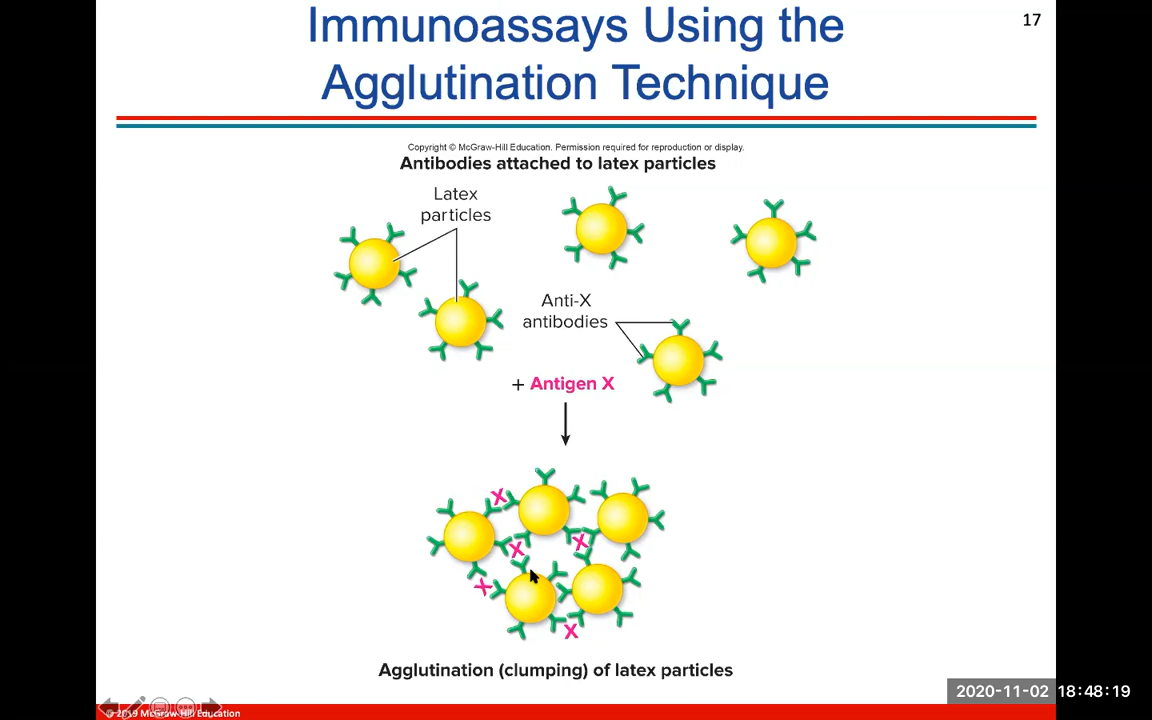 Immunoassays Using the
Agglutination Technique
17
Copyright © McGraw-Hill Education. Permission required for reproduction or display.
Antibodies attached to latex particles
Latex
particles
Anti-X
antibodies
+ Antigen X
X
X
X
X
X
Agglutination (clumping) of latex particles
2020-11-02 18:48:19
© 2019 McGraw-Hill Education